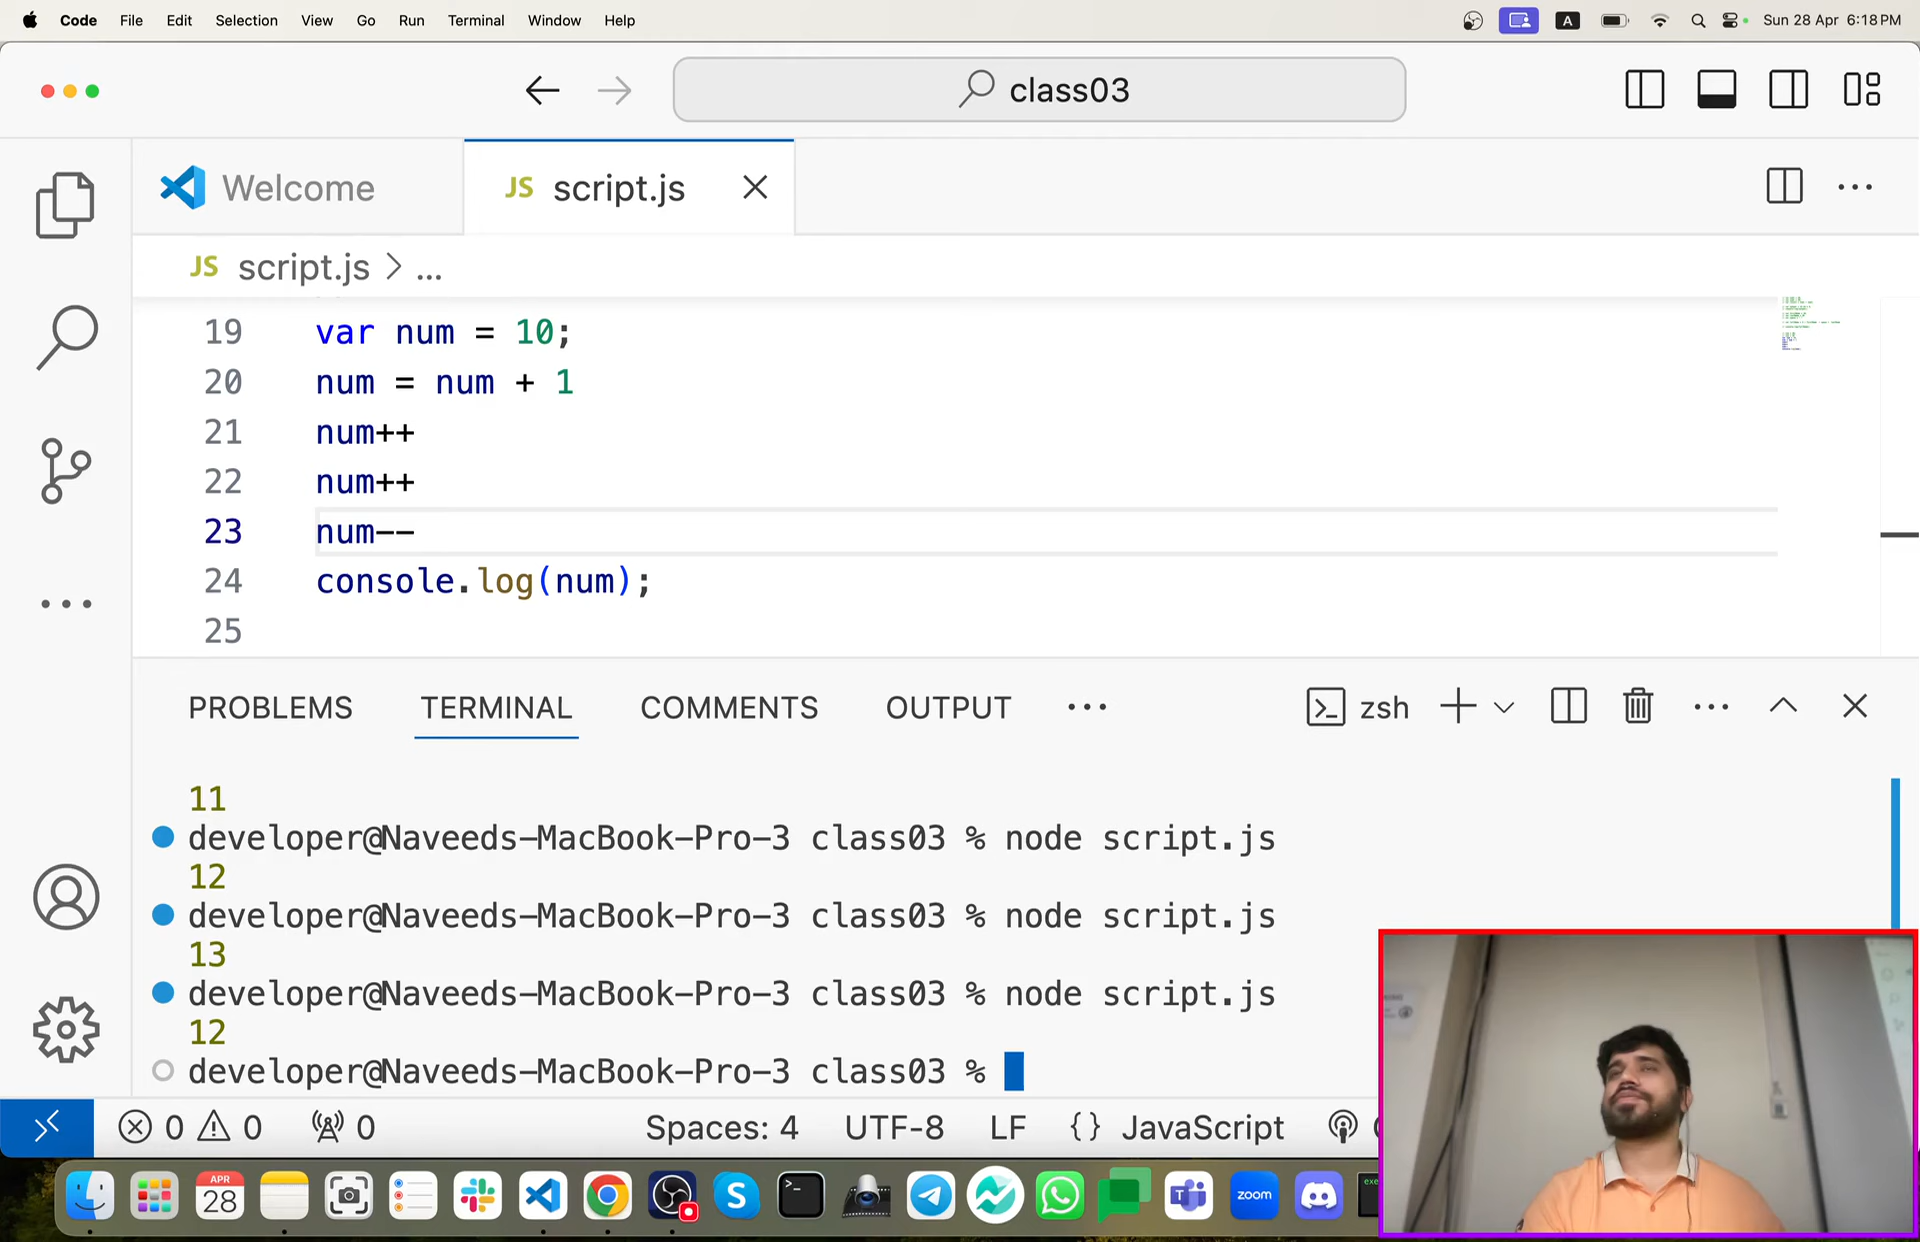 Code File Edit Selection View Go Run Terminal Window Help A Sun 28 Apr 6:18 PM
class03
Welcome JS script.js
JS script.js > ...
19 var num = 10;
20 num = num + 1
21 num++
22 num++
23 num--
24 console.log(num);
25
PROBLEMS TERMINAL COMMENTS OUTPUT ... zsh
11
developer@Naveeds-MacBook-Pro-3 class03 % node script.js
12
developer@Naveeds-MacBook-Pro-3 class03 % node script.js
13
developer@Naveeds-MacBook-Pro-3 class03 % node script.js
12
developer@Naveeds-MacBook-Pro-3 class03 %
0 0 0 Spaces: 4 UTF-8 LF {} JavaScript
APR
28 S T zoom exe